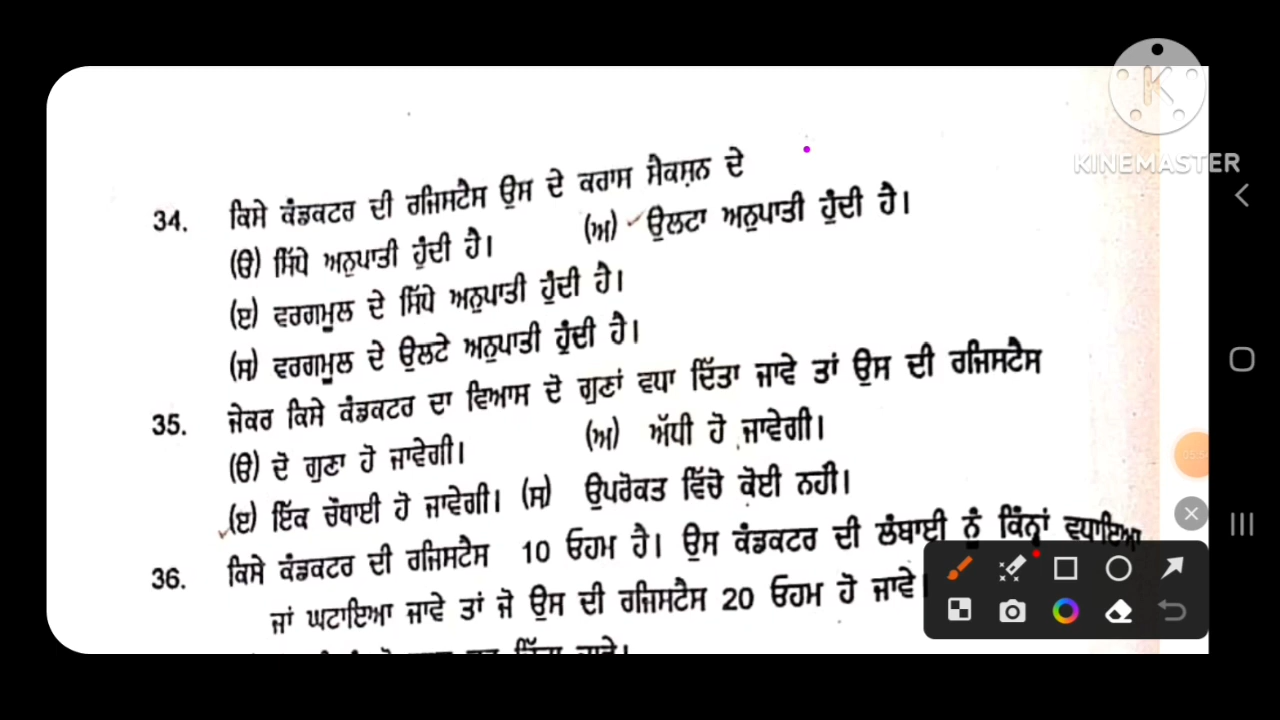 34. ਕਿਸੇ ਕੰਡਕਟਰ ਦੀ ਰਜਿਸਟੈਂਸ ਉਸ ਦੇ ਕਰਾਸ ਸੈਕਸ਼ਨ ਦੇ
(ੳ) ਸਿੱਧੇ ਅਨੁਪਾਤੀ ਹੁੰਦੀ ਹੈ। (ਅ) ਉਲਟਾ ਅਨੁਪਾਤੀ ਹੁੰਦੀ ਹੈ।
(ੲ) ਵਰਗਮੂਲ ਦੇ ਸਿੱਧੇ ਅਨੁਪਾਤੀ ਹੁੰਦੀ ਹੈ।
(ਸ) ਵਰਗਮੂਲ ਦੇ ਉਲਟੇ ਅਨੁਪਾਤੀ ਹੁੰਦੀ ਹੈ।
35. ਜੇਕਰ ਕਿਸੇ ਕੰਡਕਟਰ ਦਾ ਵਿਆਸ ਦੋ ਗੁਣਾਂ ਵਧਾ ਦਿੱਤਾ ਜਾਵੇ ਤਾਂ ਉਸ ਦੀ ਰਜਿਸਟੈਂਸ
(ੳ) ਦੋ ਗੁਣਾ ਹੋ ਜਾਵੇਗੀ। (ਅ) ਅੱਧੀ ਹੋ ਜਾਵੇਗੀ।
(ੲ) ਇੱਕ ਚੌਥਾਈ ਹੋ ਜਾਵੇਗੀ। (ਸ) ਉਪਰੋਕਤ ਵਿੱਚੋ ਕੋਈ ਨਹੀ।
36. ਕਿਸੇ ਕੰਡਕਟਰ ਦੀ ਰਜਿਸਟੈਂਸ 10 ਓਹਮ ਹੈ। ਉਸ ਕੰਡਕਟਰ ਦੀ ਲੰਬਾਈ ਨੂੰ ਕਿੰਨ੍ਹਾਂ ਵਧਾਇਆ
ਜਾਂ ਘਟਾਇਆ ਜਾਵੇ ਤਾਂ ਜੋ ਉਸ ਦੀ ਰਜਿਸਟੈਂਸ 20 ਓਹਮ ਹੋ ਜਾਵੇ।
KINEMASTER